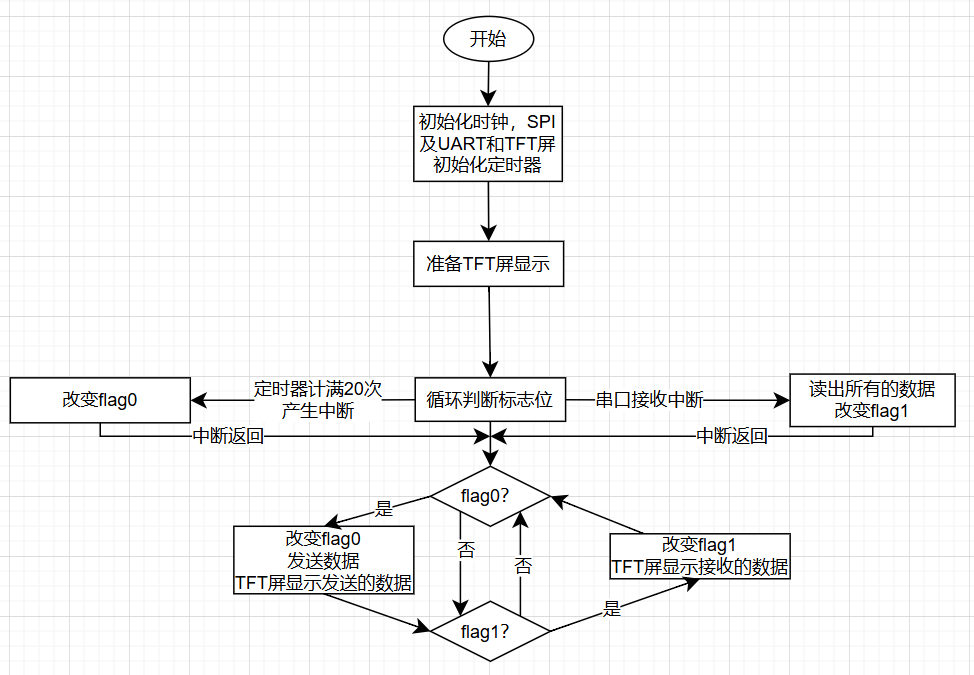 开始
初始化时钟，SPI
及UART和TFT屏
初始化定时器
准备TFT屏显示
改变flag0
定时器计满20次
产生中断
循环判断标志位
串口接收中断
读出所有的数据
改变flag1
中断返回
中断返回
flag0？
是
改变flag0
发送数据
TFT屏显示发送的数据
否
否
改变flag1
TFT屏显示接收的数据
是
flag1？